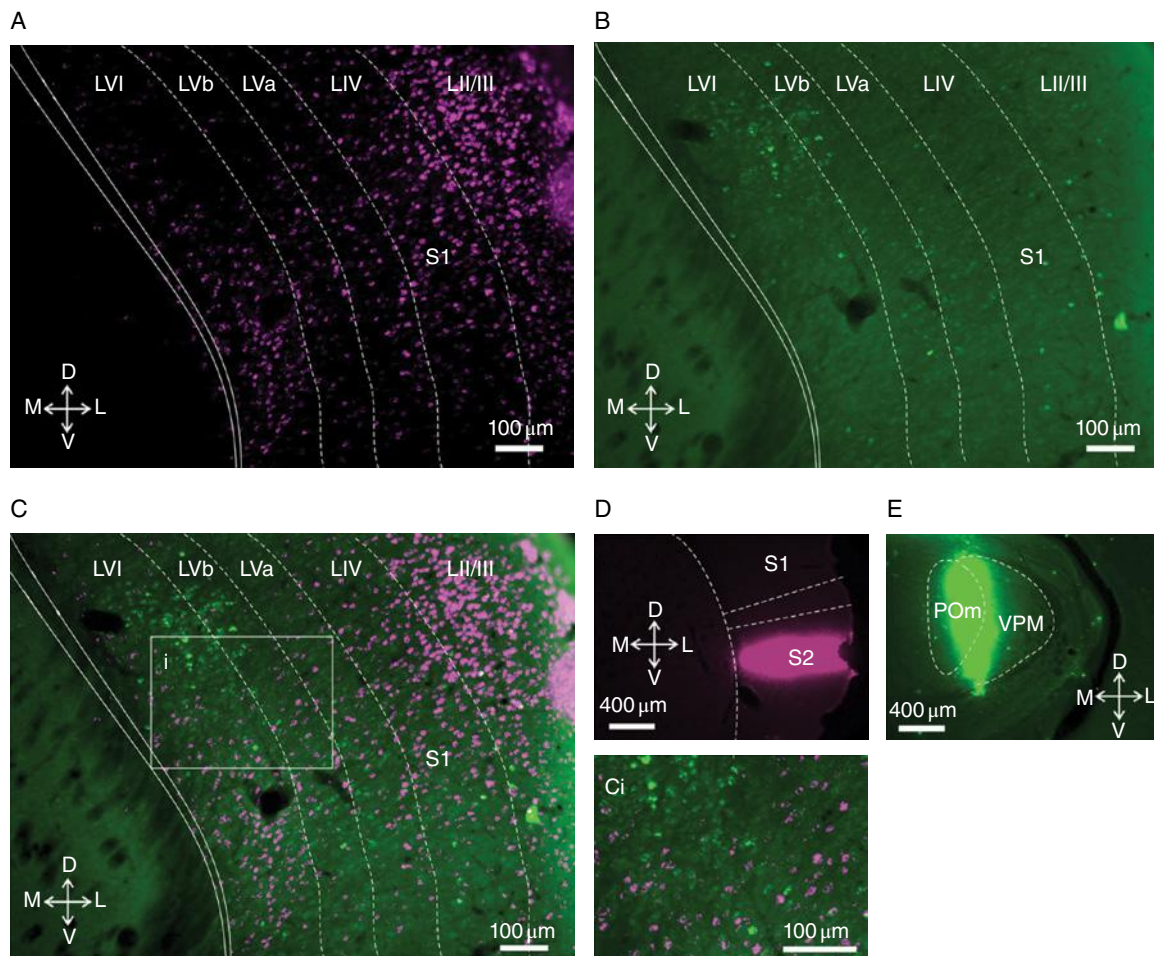 A
LVI LVb LVa LIV LII/III
S1
D
M L
V
100 μm
B
LVI LVb LVa LIV LII/III
S1
D
M L
V
100 μm
C
LVI LVb LVa LIV LII/III
i
S1
D
M L
V
100 μm
D
S1
D
M L
V
S2
400 μm
E
POm
VPM
D
M L
V
400 μm
Ci
100 μm